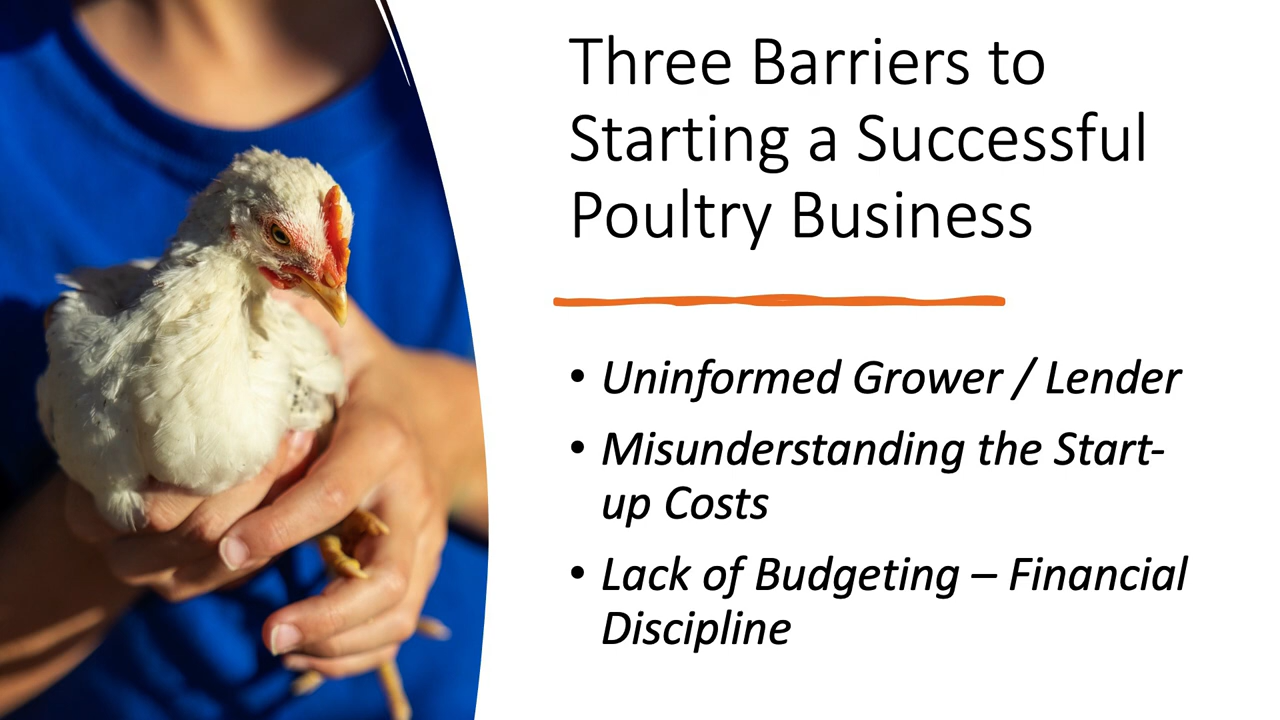 Three Barriers to
Starting a Successful
Poultry Business
• Uninformed Grower / Lender
• Misunderstanding the Start-
up Costs
• Lack of Budgeting – Financial
Discipline